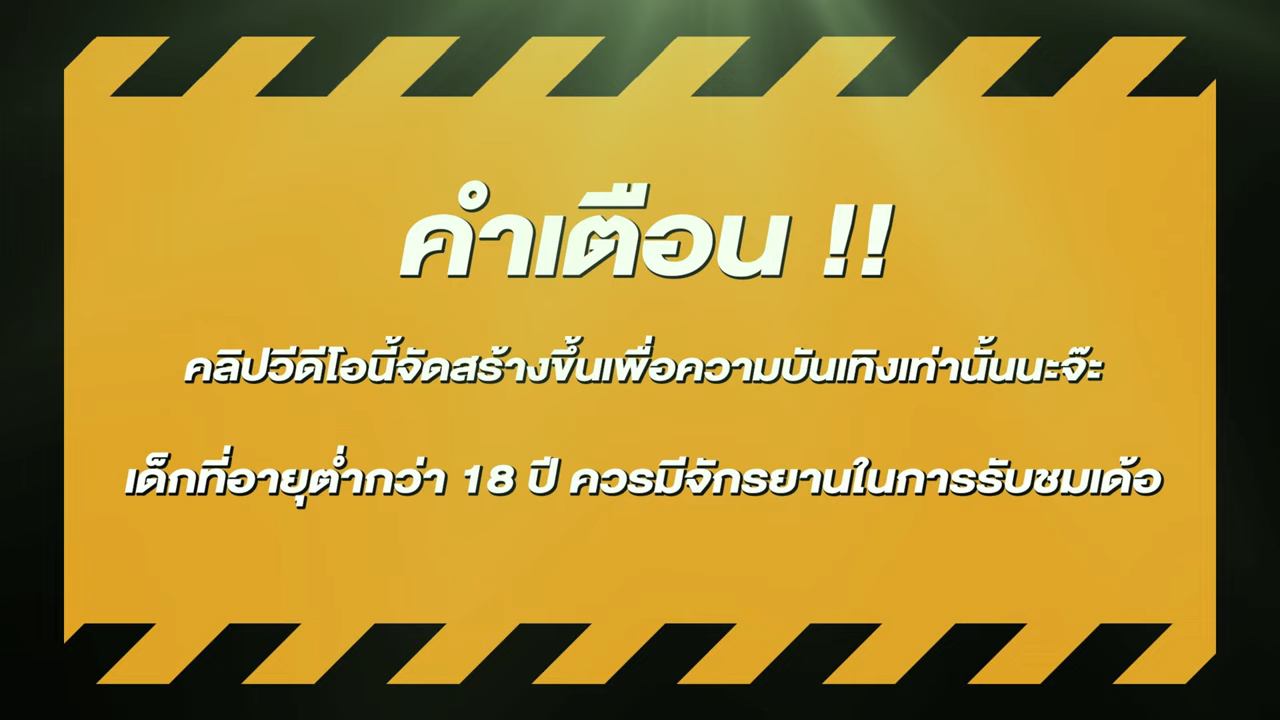 คำเตือน !!
คลิปวีดีโอนี้จัดสร้างขึ้นเพื่อความบันเทิงเท่านั้นนะจ๊ะ
เด็กที่อายุต่ำกว่า 18 ปี ควรมีจักรยานในการรับชมเด้อ